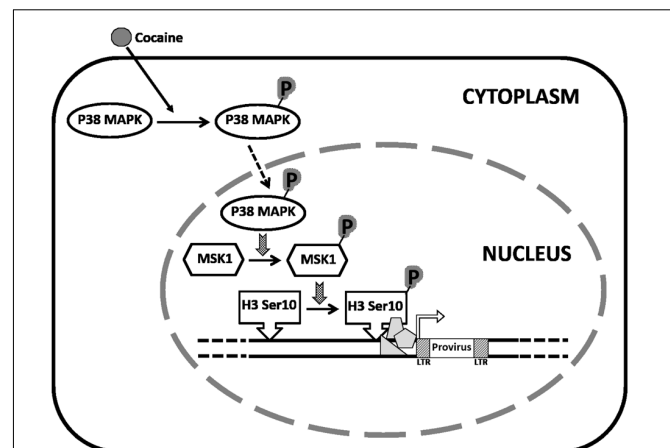 Cocaine
CYTOPLASM
P
P38 MAPK
P38 MAPK
P
P38 MAPK
P
NUCLEUS
MSK1
MSK1
P
H3 Ser10
H3 Ser10
Provirus
LTR
LTR